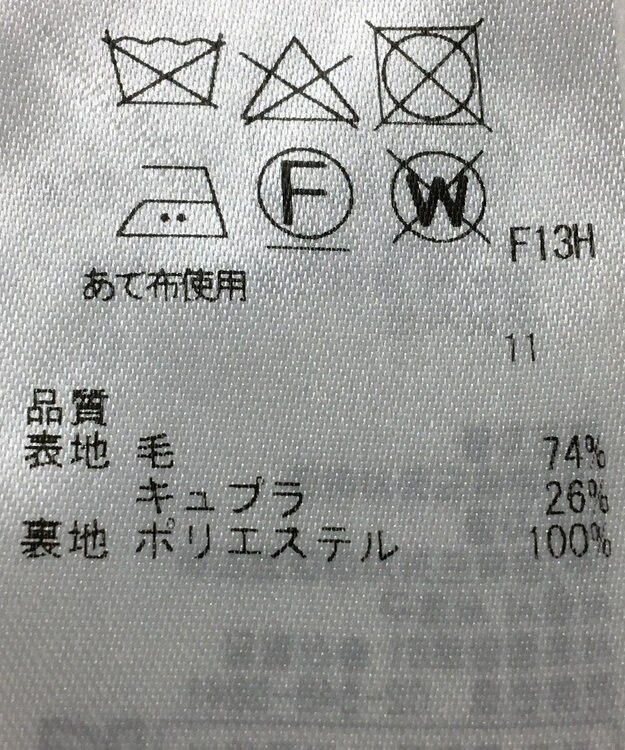 F
W
F13H
あて布使用
11
品質
表地 毛 74%
キュプラ 26%
裏地 ポリエステル 100%